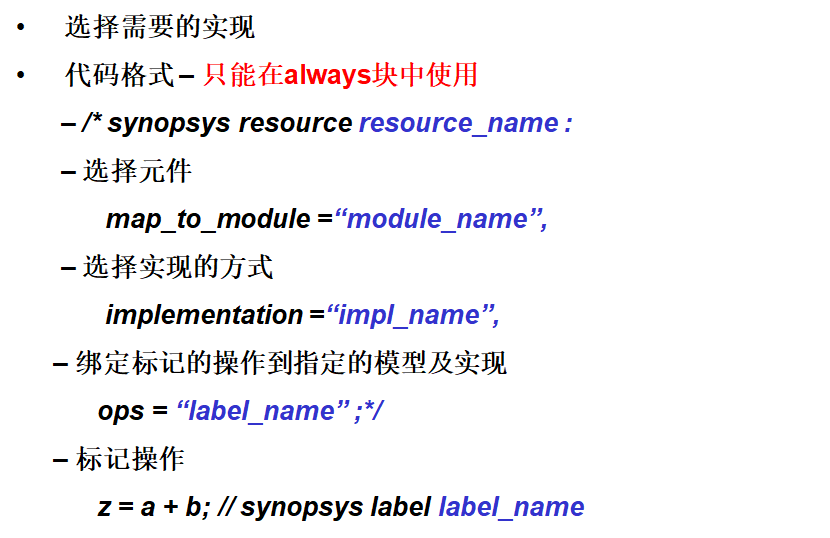 • 选择需要的实现
• 代码格式 – 只能在always块中使用
– /* synopsys resource resource_name :
– 选择元件
map_to_module =“module_name”,
– 选择实现的方式
implementation =“impl_name”,
– 绑定标记的操作到指定的模型及实现
ops = “label_name” ;*/
– 标记操作
z = a + b; // synopsys label label_name